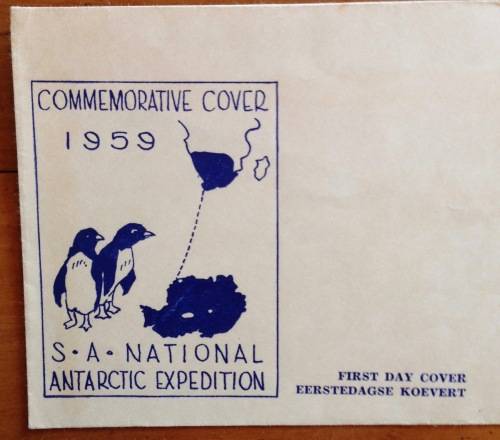 COMMEMORATIVE COVER
1959
S·A· NATIONAL
ANTARCTIC EXPEDITION
FIRST DAY COVER
EERSTEDAGSE KOEVERT